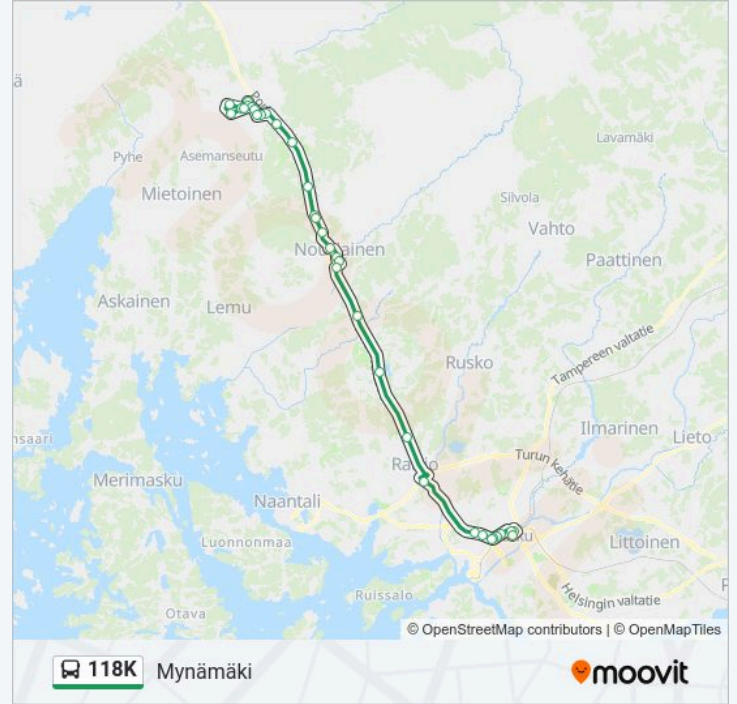 ä
Lavamäki
Pyhe
Asemanseutu
Mietoinen
Silvola
Vahto
Paattinen
Askainen
Lemu
Rusko
Tampereen valtatie
Ilmarinen
Lieto
Turun kehätie
Merimasku
Naantali
Luonnonmaa
Littoinen
Ruissalo
Helsingin valtatie
Otava
© OpenStreetMap contributors | © OpenMapTiles
118K Mynämäki
moovit